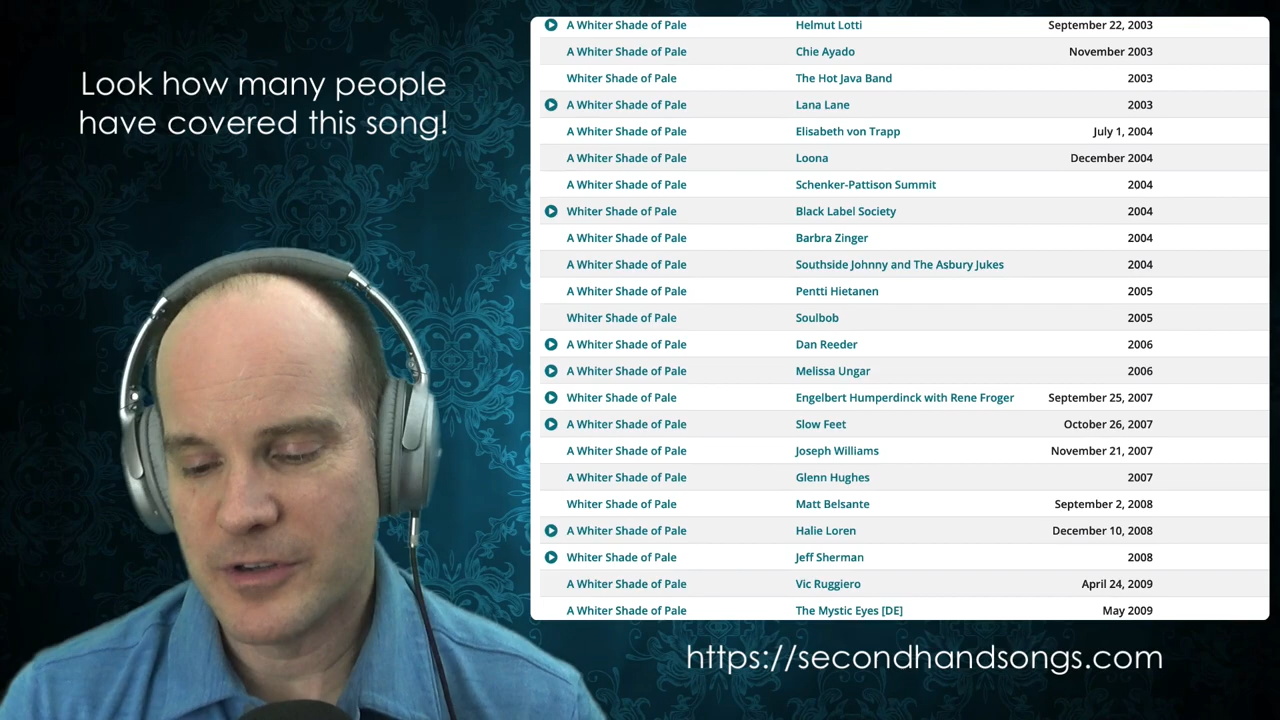 Look how many people
have covered this song!
A Whiter Shade of Pale Helmut Lotti September 22, 2003
A Whiter Shade of Pale Chie Ayado November 2003
Whiter Shade of Pale The Hot Java Band 2003
A Whiter Shade of Pale Lana Lane 2003
A Whiter Shade of Pale Elisabeth von Trapp July 1, 2004
A Whiter Shade of Pale Loona December 2004
A Whiter Shade of Pale Schenker-Pattison Summit 2004
Whiter Shade of Pale Black Label Society 2004
A Whiter Shade of Pale Barbra Zinger 2004
A Whiter Shade of Pale Southside Johnny and The Asbury Jukes 2004
A Whiter Shade of Pale Pentti Hietanen 2005
Whiter Shade of Pale Soulbob 2005
A Whiter Shade of Pale Dan Reeder 2006
A Whiter Shade of Pale Melissa Ungar 2006
Whiter Shade of Pale Engelbert Humperdinck with Rene Froger September 25, 2007
A Whiter Shade of Pale Slow Feet October 26, 2007
A Whiter Shade of Pale Joseph Williams November 21, 2007
A Whiter Shade of Pale Glenn Hughes 2007
Whiter Shade of Pale Matt Belsante September 2, 2008
A Whiter Shade of Pale Halie Loren December 10, 2008
Whiter Shade of Pale Jeff Sherman 2008
A Whiter Shade of Pale Vic Ruggiero April 24, 2009
A Whiter Shade of Pale The Mystic Eyes [DE] May 2009
https://secondhandsongs.com